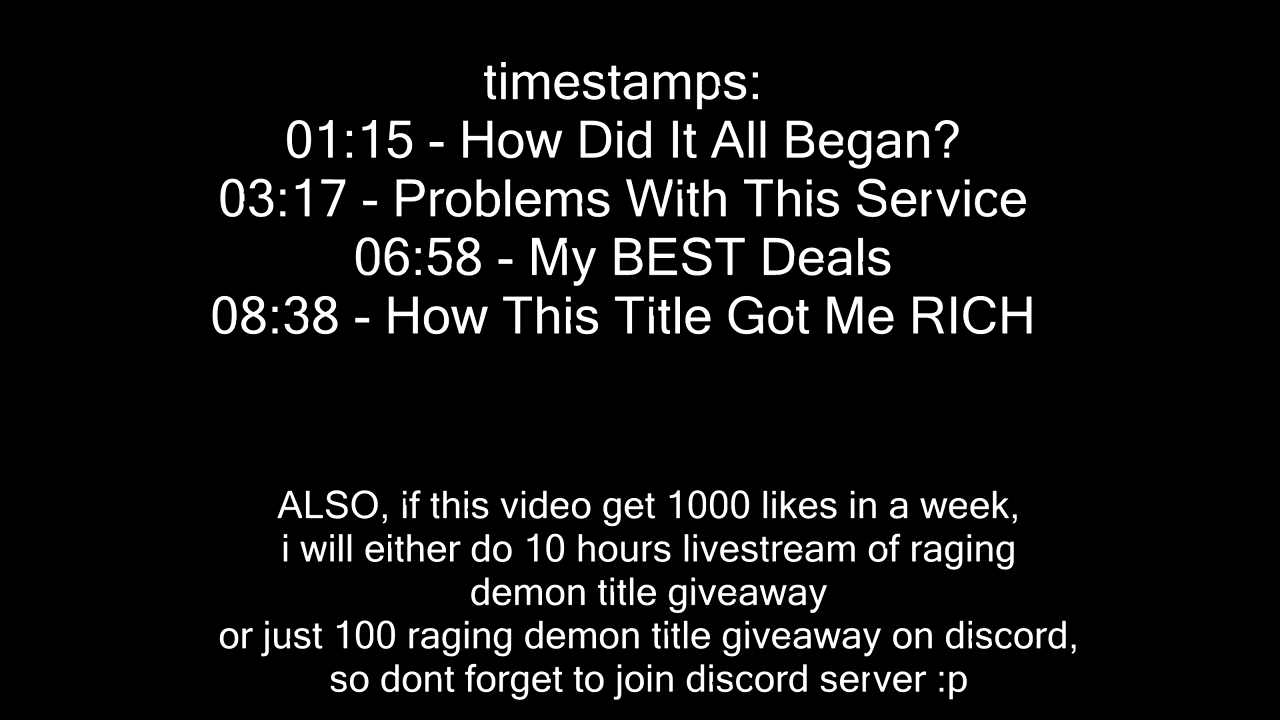 timestamps:
01:15 - How Did It All Began?
03:17 - Problems With This Service
06:58 - My BEST Deals
08:38 - How This Title Got Me RICH
ALSO, if this video get 1000 likes in a week,
i will either do 10 hours livestream of raging
demon title giveaway
or just 100 raging demon title giveaway on discord,
so dont forget to join discord server :p